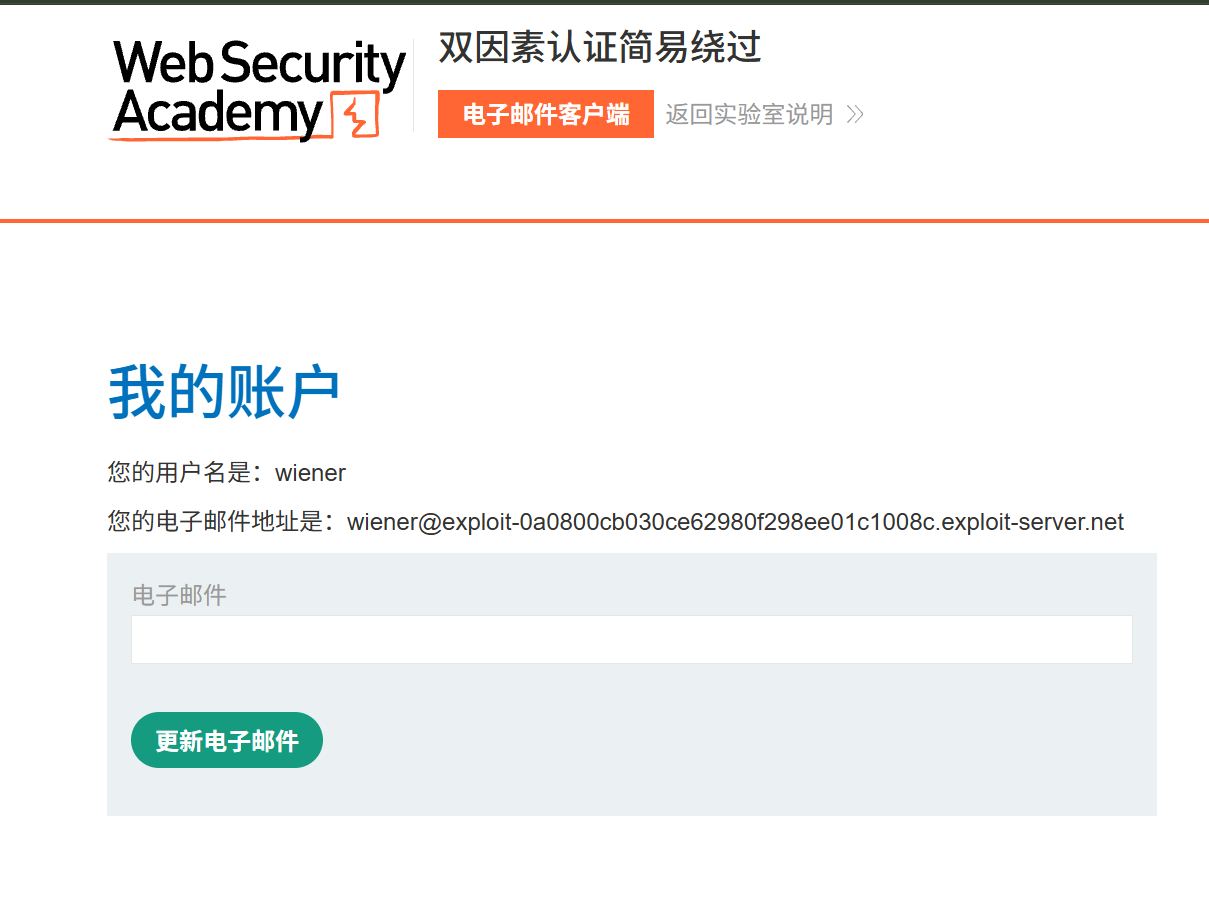 Web Security
Academy
双因素认证简易绕过
电子邮件客户端
返回实验室说明
我的账户
您的用户名是：wiener
您的电子邮件地址是：wiener@exploit-0a0800cb030ce62980f298ee01c1008c.exploit-server.net
电子邮件
更新电子邮件